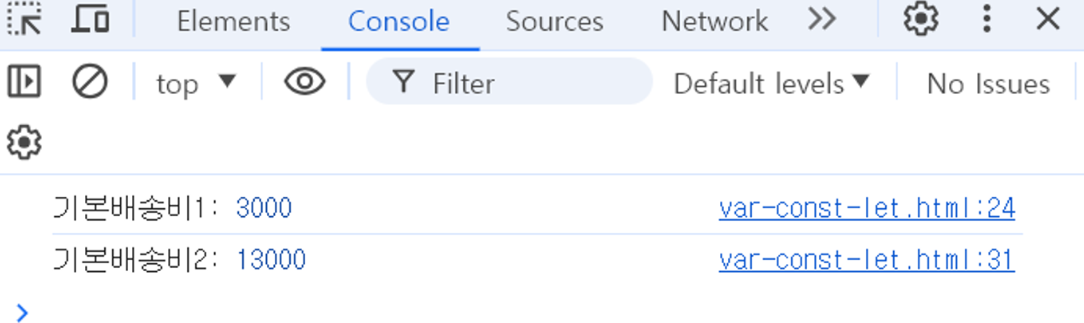 Elements Console Sources Network
top Filter Default levels No Issues
기본배송비1: 3000 var-const-let.html:24
기본배송비2: 13000 var-const-let.html:31